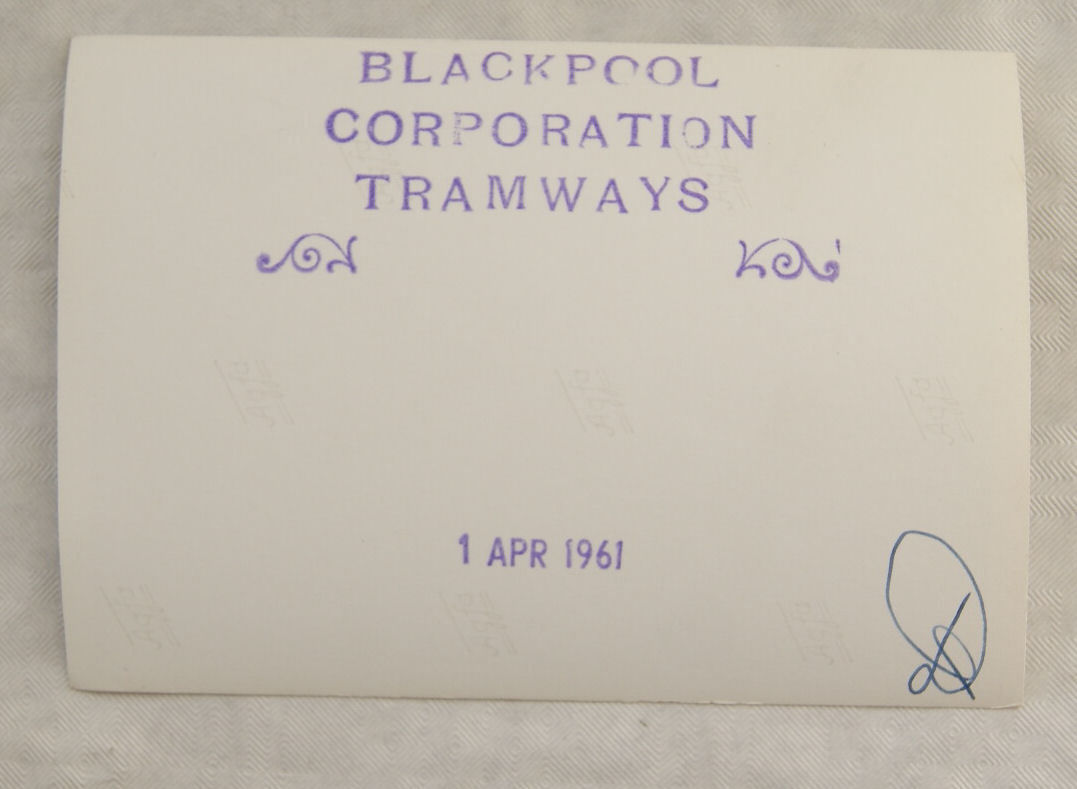 BLACKPOOL
CORPORATION
TRAMWAYS
1 APR 1961